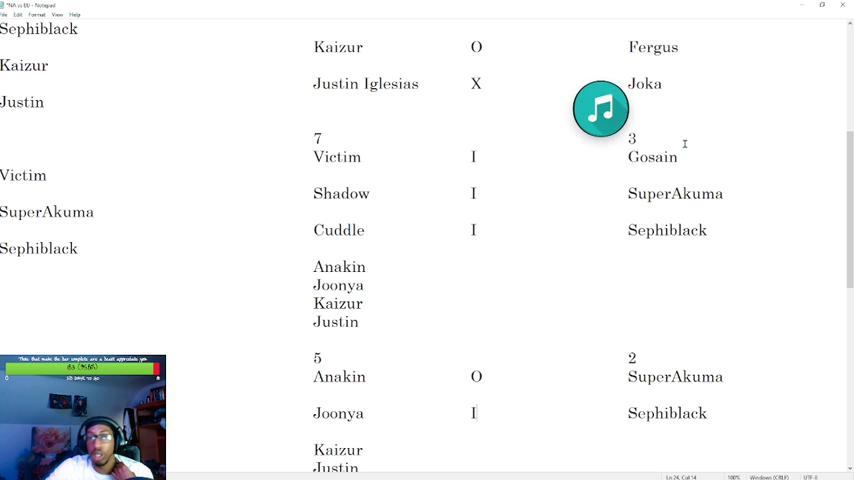 *NA vs EU - Notepad
File Edit Format View Help
Sephiblack
Kaizur O Fergus
Kaizur
Justin Iglesias X Joka
Justin
7 3
Victim I Gosain
Victim
Shadow I SuperAkuma
SuperAkuma
Cuddle I Sephiblack
Sephiblack
Anakin
Joonya
Kaizur
Justin
5 2
Anakin O SuperAkuma
Joonya I Sephiblack
Kaizur
Justin
Ln 24, Col 14 100% Windows (CRLF) UTF-8